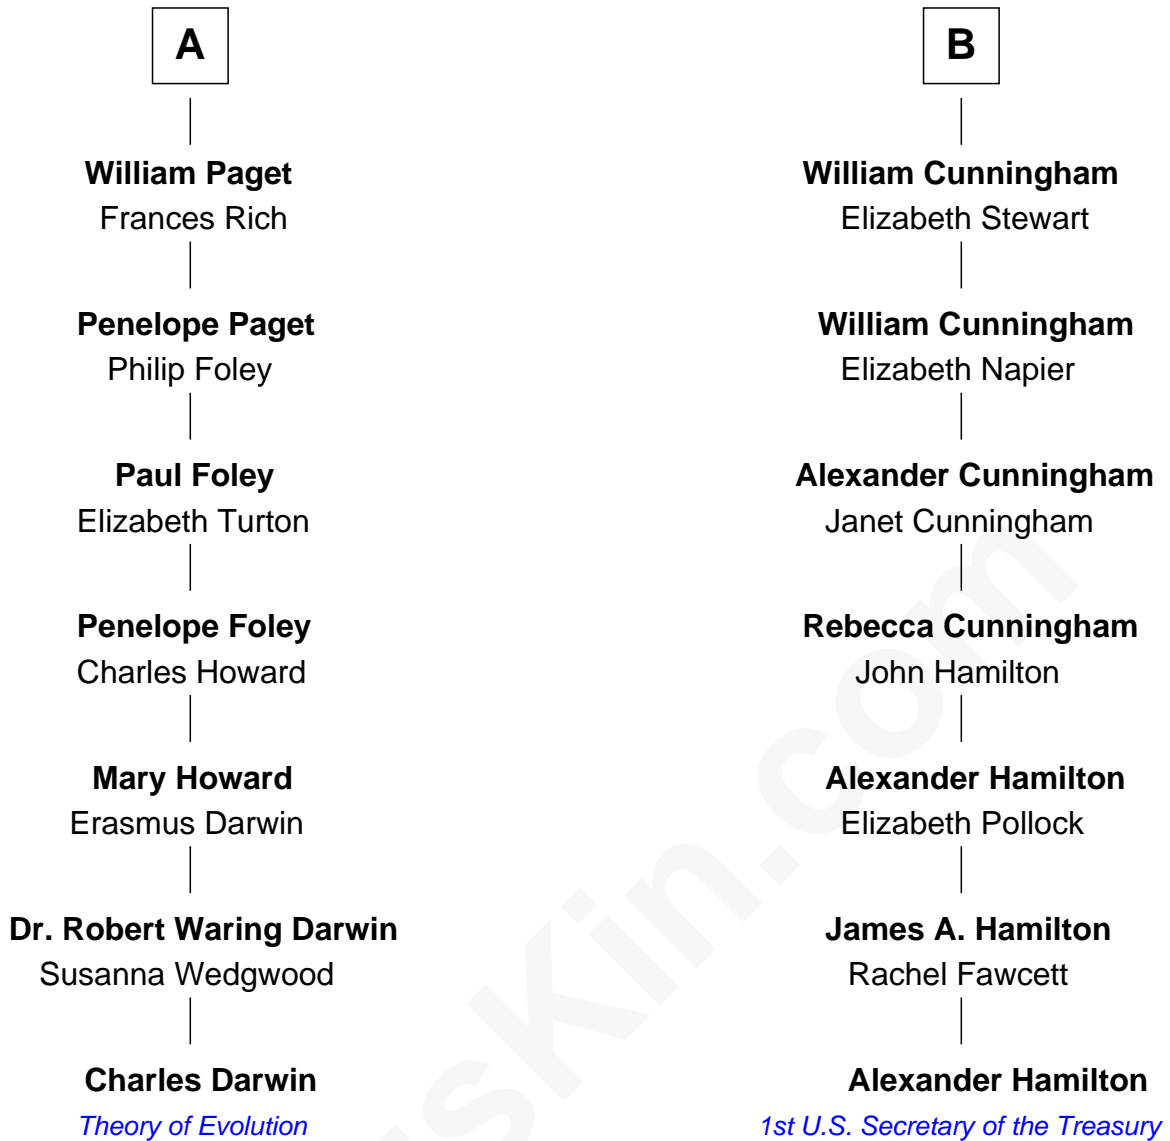 A
William Paget
Frances Rich
Penelope Paget
Philip Foley
Paul Foley
Elizabeth Turton
Penelope Foley
Charles Howard
Mary Howard
Erasmus Darwin
Dr. Robert Waring Darwin
Susanna Wedgwood
Charles Darwin
Theory of Evolution
B
William Cunningham
Elizabeth Stewart
William Cunningham
Elizabeth Napier
Alexander Cunningham
Janet Cunningham
Rebecca Cunningham
John Hamilton
Alexander Hamilton
Elizabeth Pollock
James A. Hamilton
Rachel Fawcett
Alexander Hamilton
1st U.S. Secretary of the Treasury